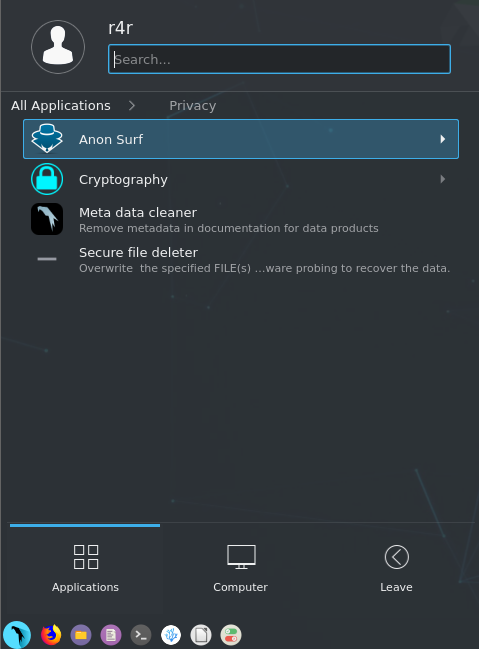 r4r
Search...
All Applications > Privacy
Anon Surf
Cryptography
Meta data cleaner
Remove metadata in documentation for data products
Secure file deleter
Overwrite  the specified FILE(s) ...ware probing to recover the data.
Applications
Computer
Leave